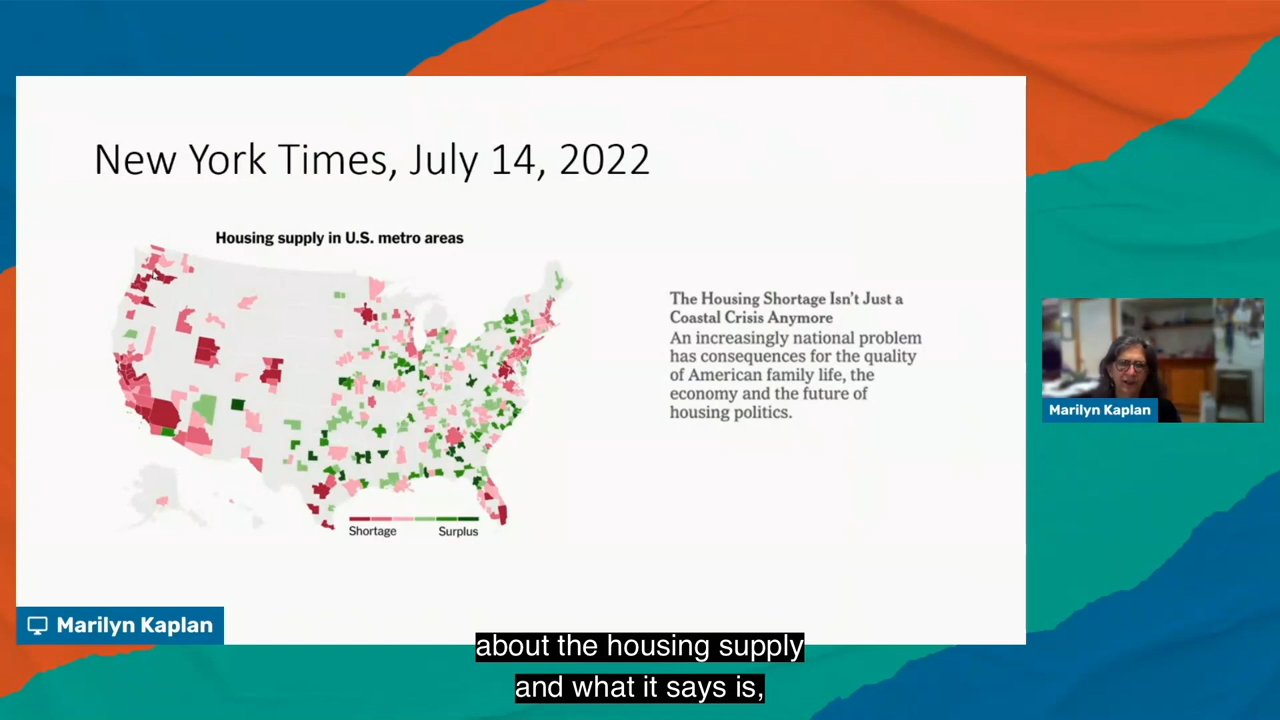 New York Times, July 14, 2022
Housing supply in U.S. metro areas
Shortage
Surplus
The Housing Shortage Isn't Just a
Coastal Crisis Anymore
An increasingly national problem
has consequences for the quality
of American family life, the
economy and the future of
housing politics.
Marilyn Kaplan
Marilyn Kaplan
about the housing supply
and what it says is,